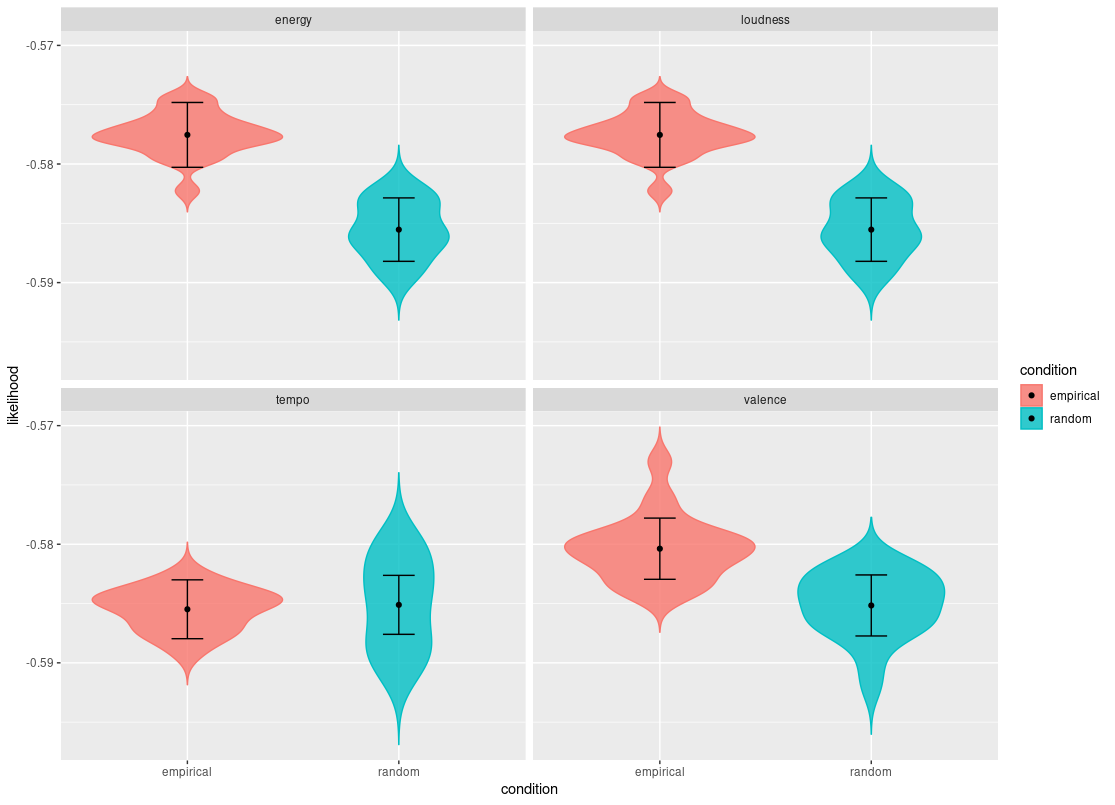 energy
loudness
-0.57
-0.58
-0.59
tempo
valence
-0.57
-0.58
-0.59
empirical
random
empirical
random
condition
likelihood
condition
empirical
random